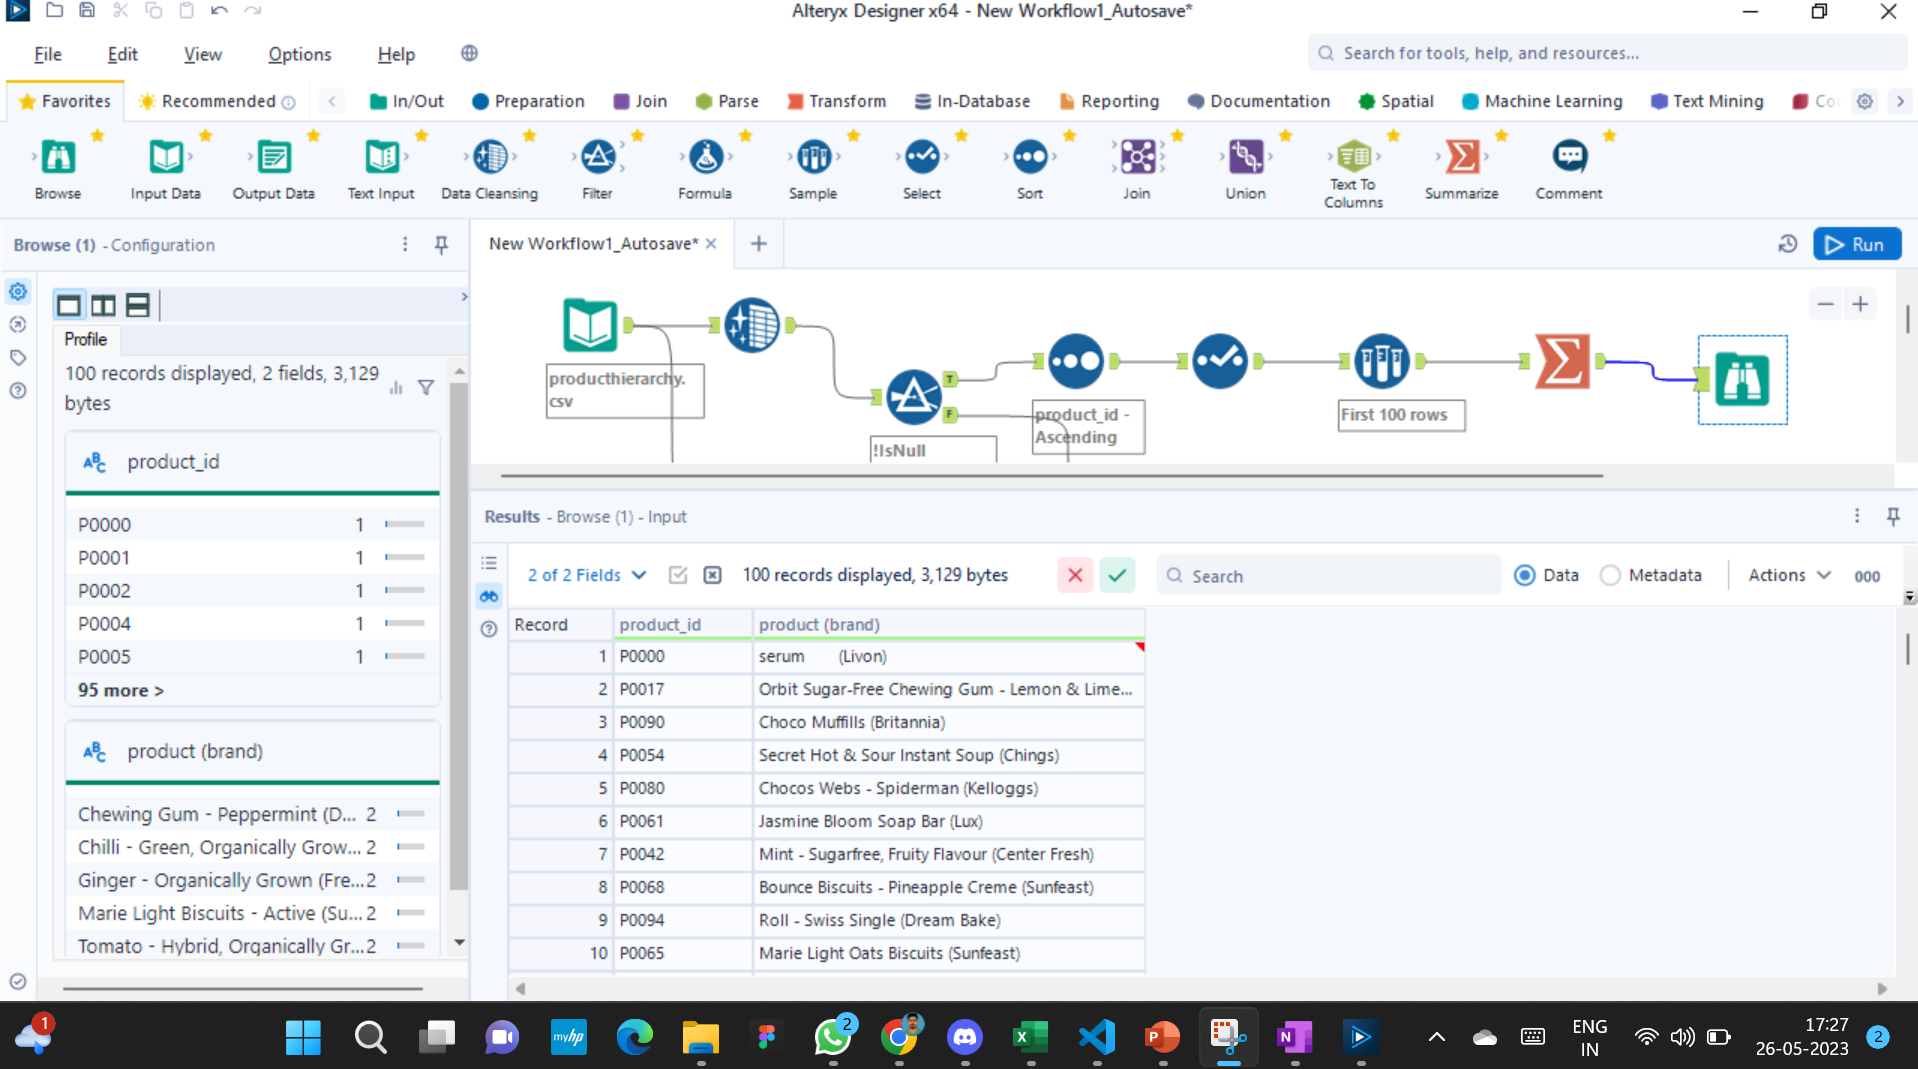 Alteryx Designer x64 - New Workflow1_Autosave*
File Edit View Options Help
Search for tools, help, and resources...
Favorites Recommended In/Out Preparation Join Parse Transform In-Database Reporting Documentation Spatial Machine Learning Text Mining Co
Browse Input Data Output Data Text Input Data Cleansing Filter Formula Sample Select Sort Join Union Text To Columns Summarize Comment
Browse (1) - Configuration
New Workflow1_Autosave*
Run
Profile
100 records displayed, 2 fields, 3,129
bytes
ABC product_id
P0000 1
P0001 1
P0002 1
P0004 1
P0005 1
95 more >
ABC product (brand)
Chewing Gum - Peppermint (D... 2
Chilli - Green, Organically Grow... 2
Ginger - Organically Grown (Fre... 2
Marie Light Biscuits - Active (Su... 2
Tomato - Hybrid, Organically Gr... 2
producthierarchy.
csv
T
F
!IsNull
product_id -
Ascending
First 100 rows
Results - Browse (1) - Input
2 of 2 Fields 100 records displayed, 3,129 bytes Search Data Metadata Actions 000
Record product_id product (brand)
1 P0000 serum (Livon)
2 P0017 Orbit Sugar-Free Chewing Gum - Lemon & Lime...
3 P0090 Choco Muffills (Britannia)
4 P0054 Secret Hot & Sour Instant Soup (Chings)
5 P0080 Chocos Webs - Spiderman (Kelloggs)
6 P0061 Jasmine Bloom Soap Bar (Lux)
7 P0042 Mint - Sugarfree, Fruity Flavour (Center Fresh)
8 P0068 Bounce Biscuits - Pineapple Creme (Sunfeast)
9 P0094 Roll - Swiss Single (Dream Bake)
10 P0065 Marie Light Oats Biscuits (Sunfeast)
1
myhp
2
X
P
N
ENG
IN
17:27
26-05-2023
2